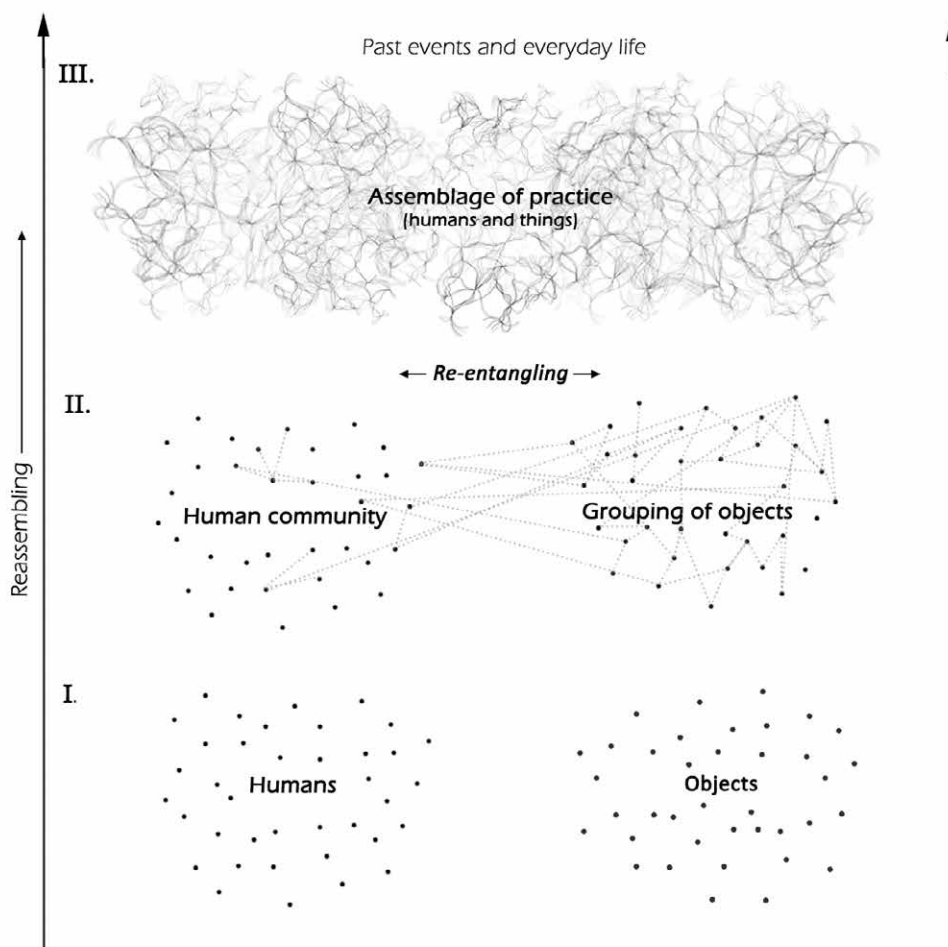 Past events and everyday life
III.
Assemblage of practice
(humans and things)
Re-entangling
II.
Human community
Grouping of objects
Reassembling
I.
Humans
Objects